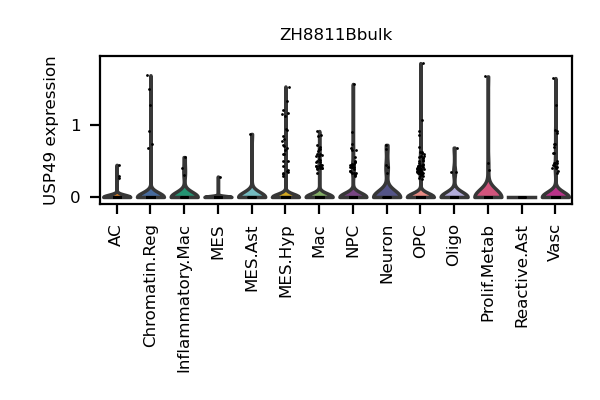 ZH8811Bbulk
USP49 expression
1
0
AC
Chromatin.Reg
Inflammatory.Mac
MES
MES.Ast
MES.Hyp
Mac
NPC
Neuron
OPC
Oligo
Prolif.Metab
Reactive.Ast
Vasc